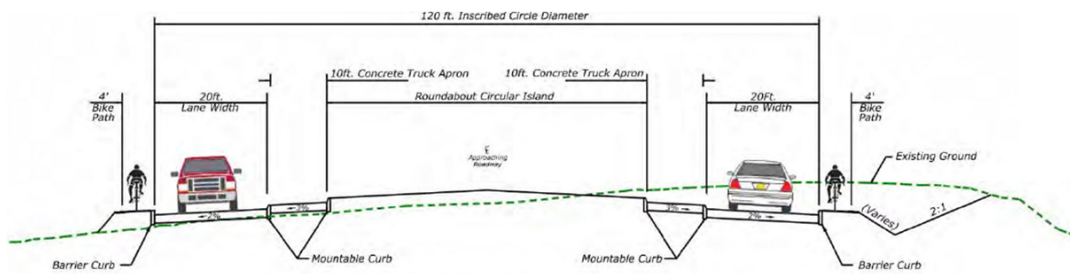 120 ft. Inscribed Circle Diameter
10ft. Concrete Truck Apron
10ft. Concrete Truck Apron
4'
Bike
Path
20ft.
Lane Width
Roundabout Circular Island
20Ft.
Lane Width
4'
Bike
Path
Approaching
Roadway
Existing Ground
2%
3%
3%
2%
(Varies)
2:1
Barrier Curb
Mountable Curb
Mountable Curb
Barrier Curb